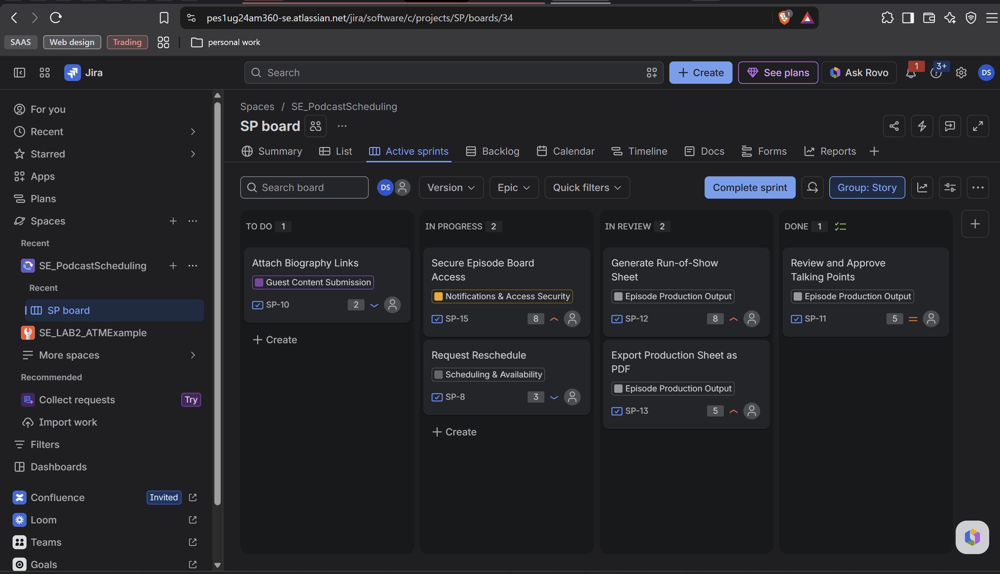 pes1ug24am360-se.atlassian.net/jira/software/c/projects/SP/boards/34
1
SAAS
Web design
Trading
personal work
Jira
Search
Create
See plans
Ask Rovo
1
3+
DS
For you
Recent
Starred
Apps
Plans
Spaces
Recent
SE_PodcastScheduling
Recent
SP board
SE_LAB2_ATMExample
More spaces
Recommended
Collect requests
Try
Import work
Filters
Dashboards
Confluence
Invited
Loom
Teams
Goals
Spaces / SE_PodcastScheduling
SP board
Summary
List
Active sprints
Backlog
Calendar
Timeline
Docs
Forms
Reports
Search board
DS
Version
Epic
Quick filters
Complete sprint
Group: Story
TO DO 1
Attach Biography Links
Guest Content Submission
SP-10
2
Create
IN PROGRESS 2
Secure Episode Board
Access
Notifications & Access Security
SP-15
8
Request Reschedule
Scheduling & Availability
SP-8
3
Create
IN REVIEW 2
Generate Run-of-Show
Sheet
Episode Production Output
SP-12
8
Export Production Sheet as
PDF
Episode Production Output
SP-13
5
DONE 1
Review and Approve
Talking Points
Episode Production Output
SP-11
5